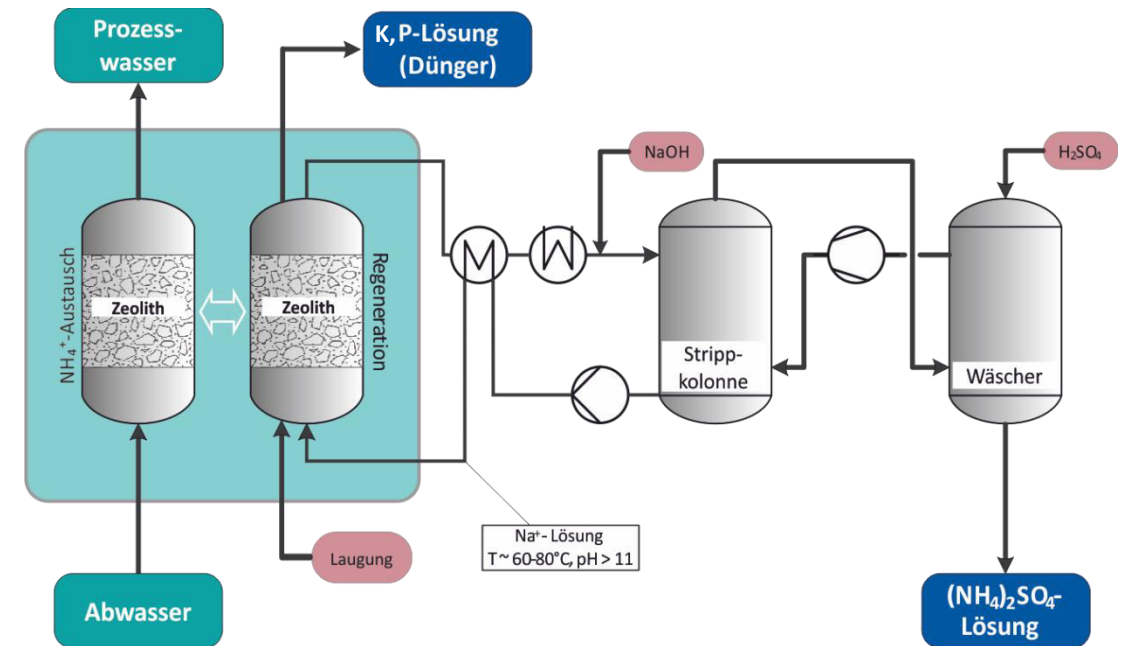 Prozess-
wasser
K,P-Lösung
(Dünger)
NaOH
H₂SO₄
NH₄⁺-Austausch
Zeolith
Zeolith
Regeneration
Stripp-
kolonne
Wäscher
Na⁺- Lösung
T ~ 60-80°C, pH > 11
Laugung
Abwasser
(NH₄)₂SO₄-
Lösung